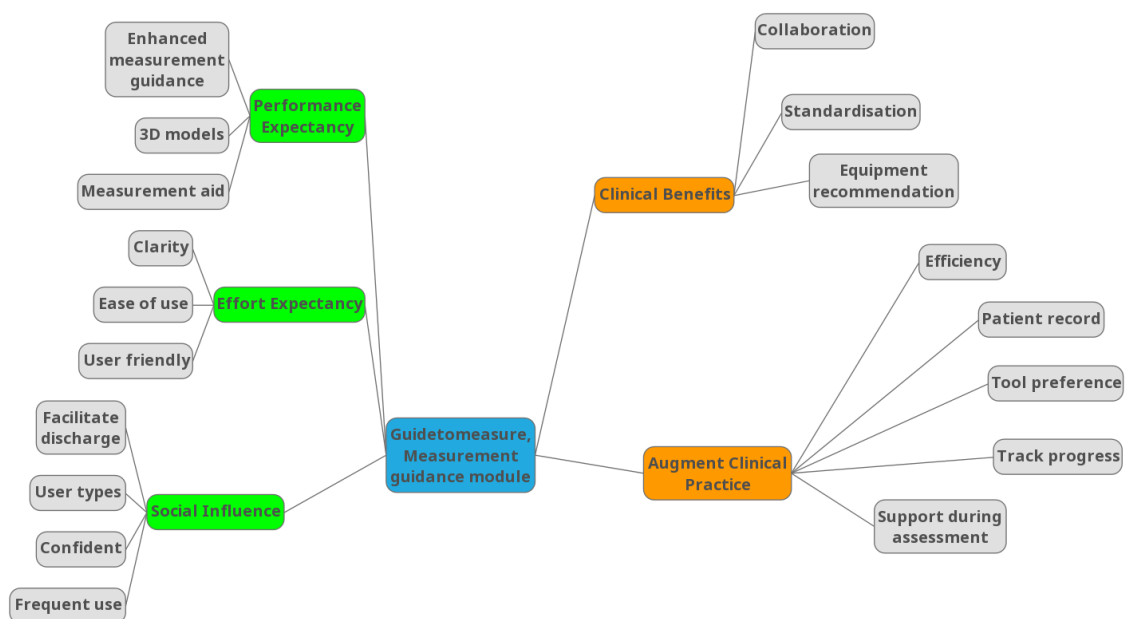 Enhanced
measurement
guidance
3D models
Measurement aid
Performance
Expectancy
Clarity
Ease of use
User friendly
Effort Expectancy
Facilitate
discharge
User types
Confident
Frequent use
Social Influence
Guidetomeasure,
Measurement
guidance module
Clinical Benefits
Collaboration
Standardisation
Equipment
recommendation
Augment Clinical
Practice
Efficiency
Patient record
Tool preference
Track progress
Support during
assessment